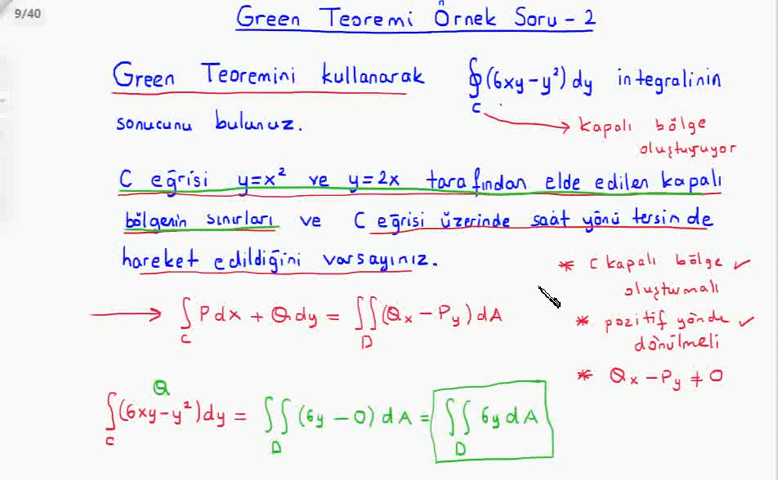 9/40
Green Teoremi Örnek Soru - 2
Green Teoremini kullanarak ∮(6xy-y²)dy integralinin
C
sonucunu bulunuz.
kapalı bölge
oluşturuyor
C eğrisi y=x² ve y=2x tarafından elde edilen kapalı
bölgenin sınırları ve C eğrisi üzerinde saat yönü tersinde
hareket edildiğini varsayınız.
* C kapalı bölge ✓
oluşturmalı
* pozitif yönde ✓
dönülmeli
* Qx - Py ≠ 0
→ ∫ Pdx + Qdy = ∫∫(Qx - Py)dA
C D
Q
∫(6xy-y²)dy = ∫∫(6y-0)dA = ∫∫ 6y dA
C D D